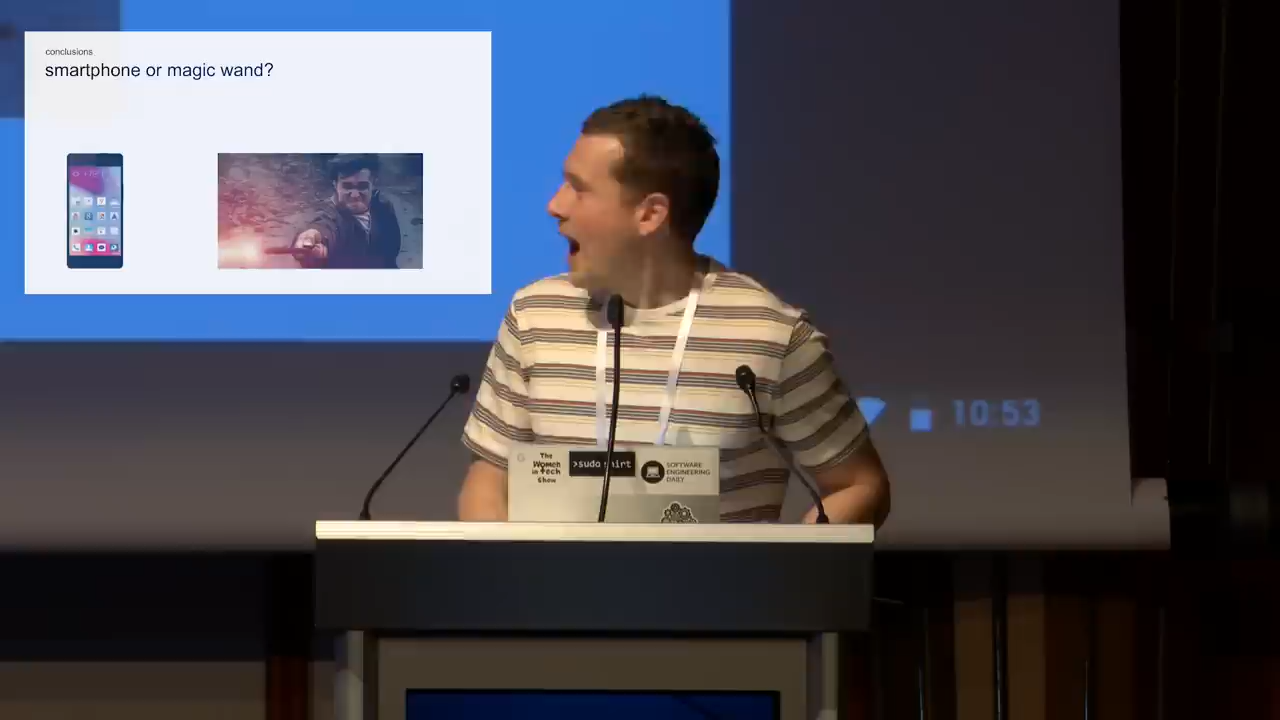 conclusions
smartphone or magic wand?
10:53
The
Women
in tech
Show
>sudo
SOFTWARE
ENGINEERING
DAILY